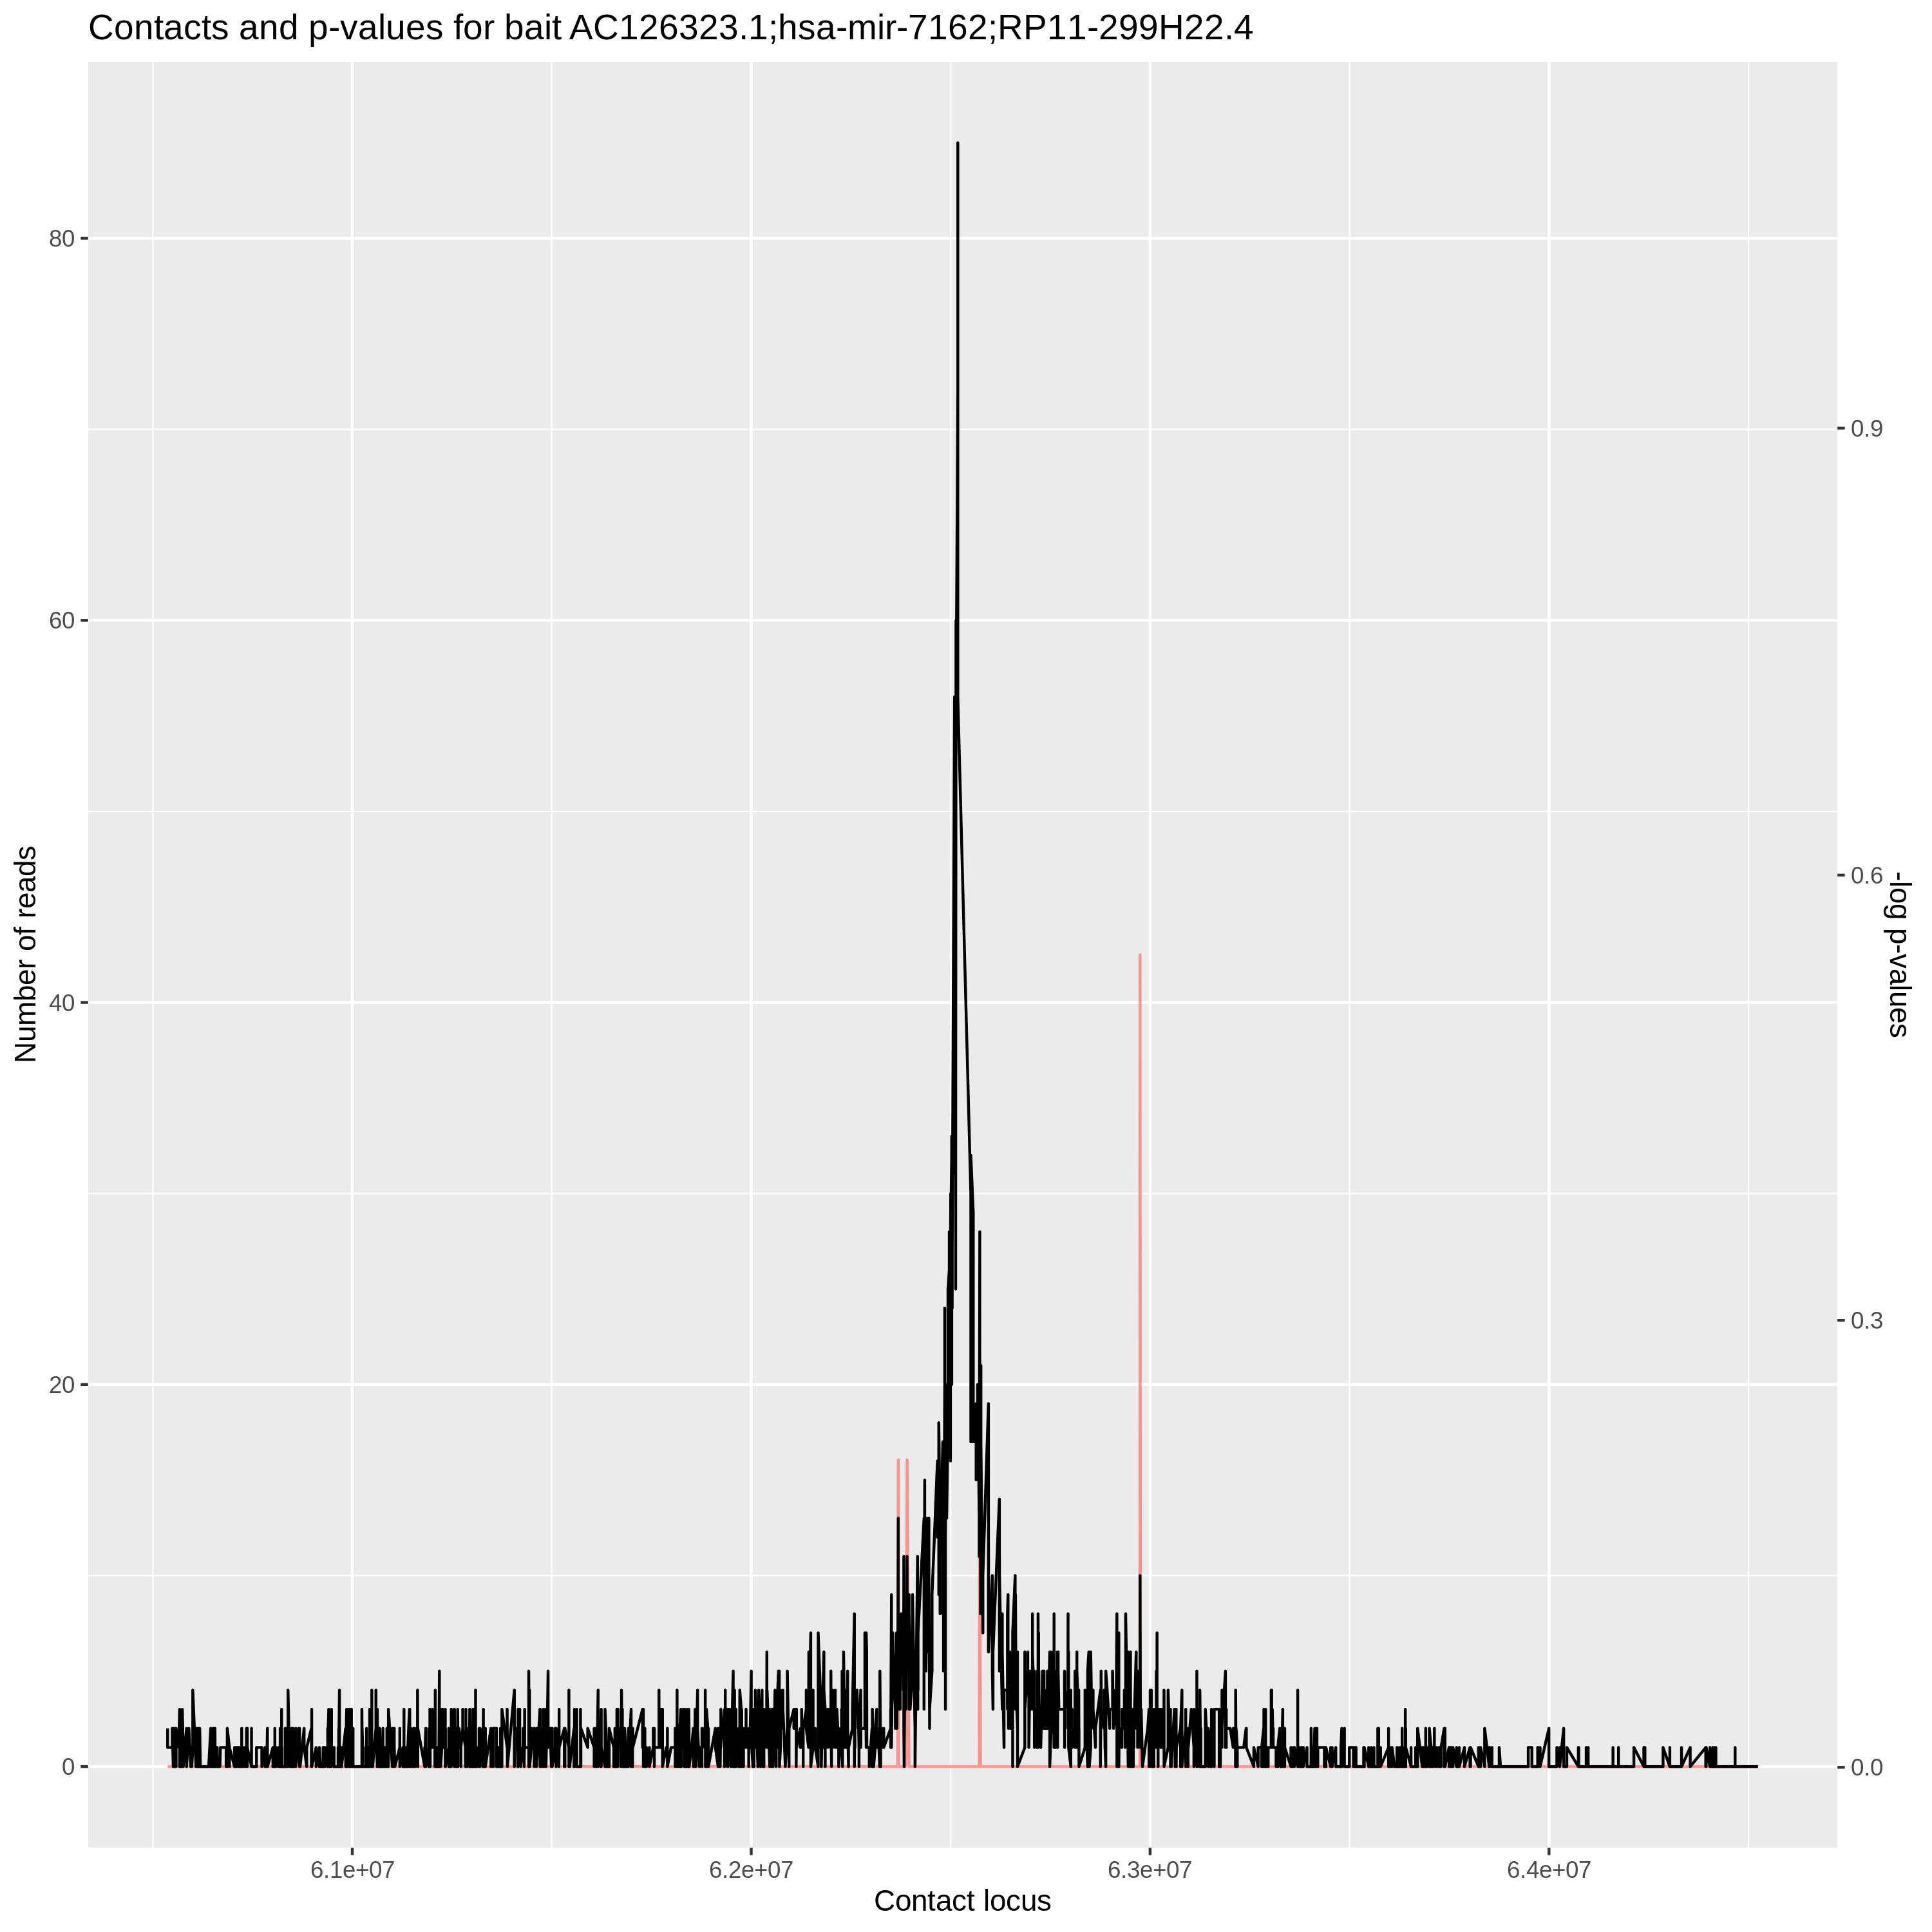 Contacts and p-values for bait AC126323.1;hsa-mir-7162;RP11-299H22.4
Number of reads
80
60
40
20
0
0.9
0.6
0.3
0.0
-log p-values
6.1e+07
6.2e+07
6.3e+07
6.4e+07
Contact locus